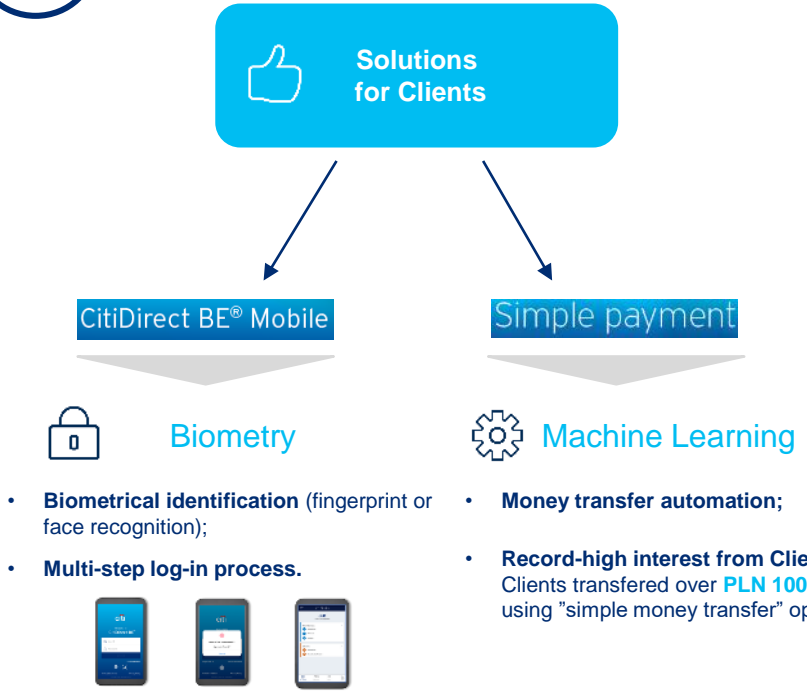 Solutions
for Clients
CitiDirect BE® Mobile
Simple payment
Biometry
Machine Learning
• Biometrical identification (fingerprint or
face recognition);
• Multi-step log-in process.
• Money transfer automation;
• Record-high interest from Clie
Clients transfered over PLN 100
using ”simple money transfer” op
citi